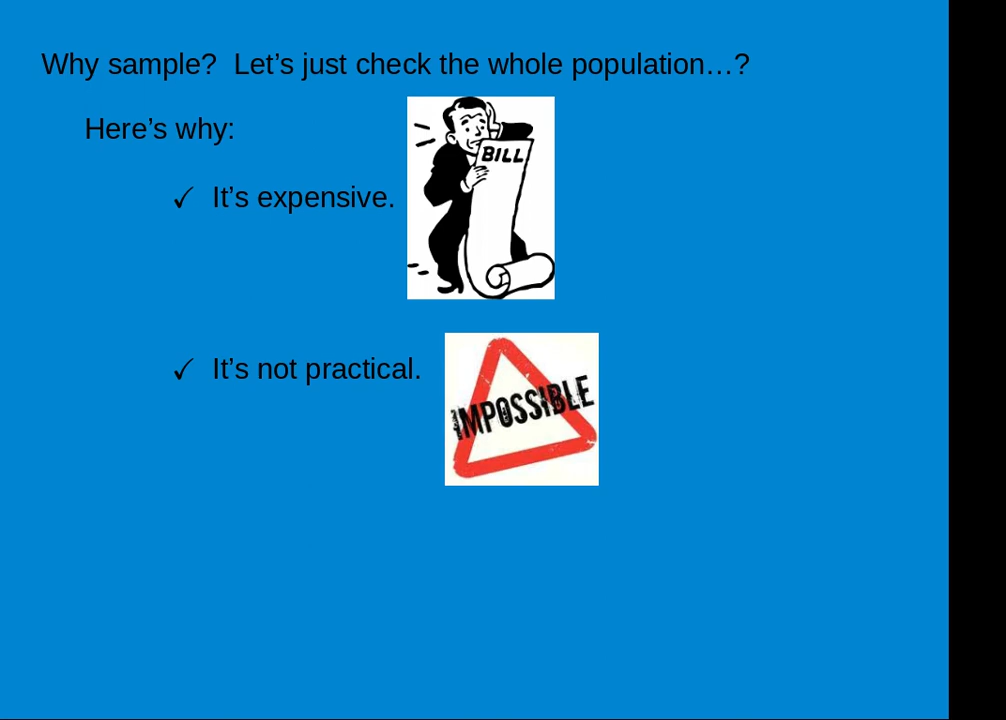 Why sample?  Let’s just check the whole population…?
Here’s why:
✓ It’s expensive.
BILL
✓ It’s not practical.
IMPOSSIBLE